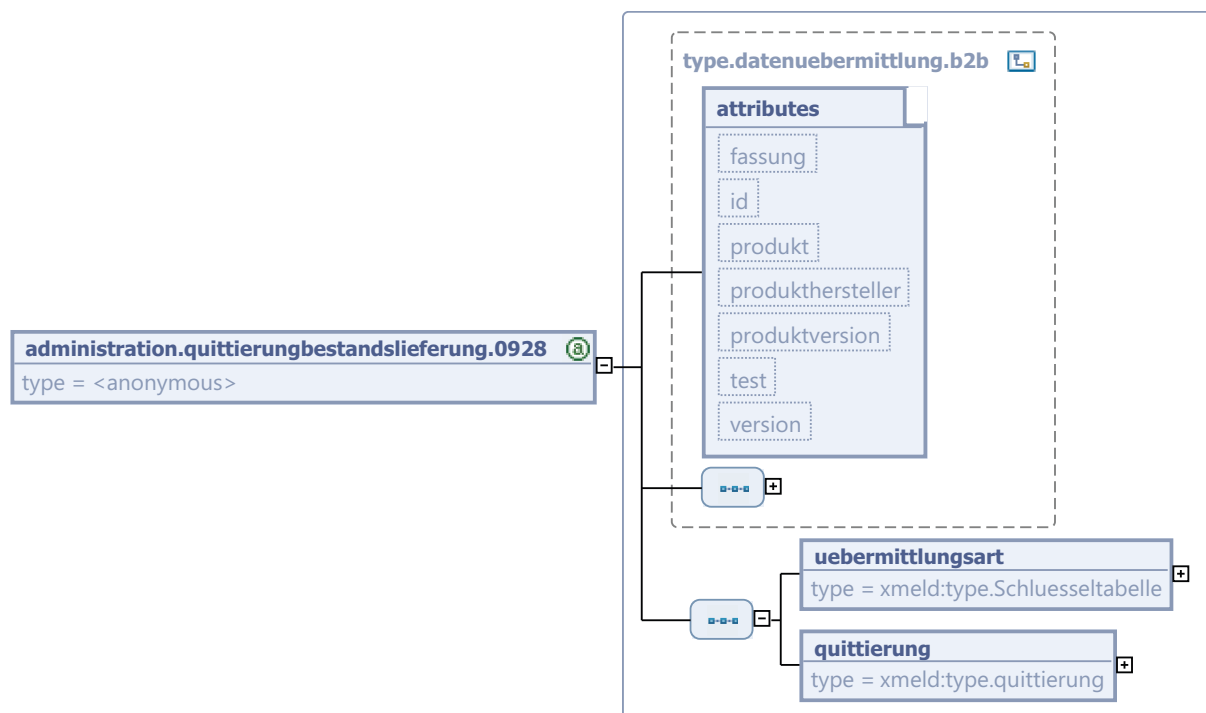 type.datenuebermittlung.b2b
attributes
fassung
id
produkt
produkthersteller
produktversion
test
version
administration.quittierungbestandslieferung.0928
type = <anonymous>
uebermittlungsart
type = xmeld:type.Schluesseltabelle
quittierung
type = xmeld:type.quittierung